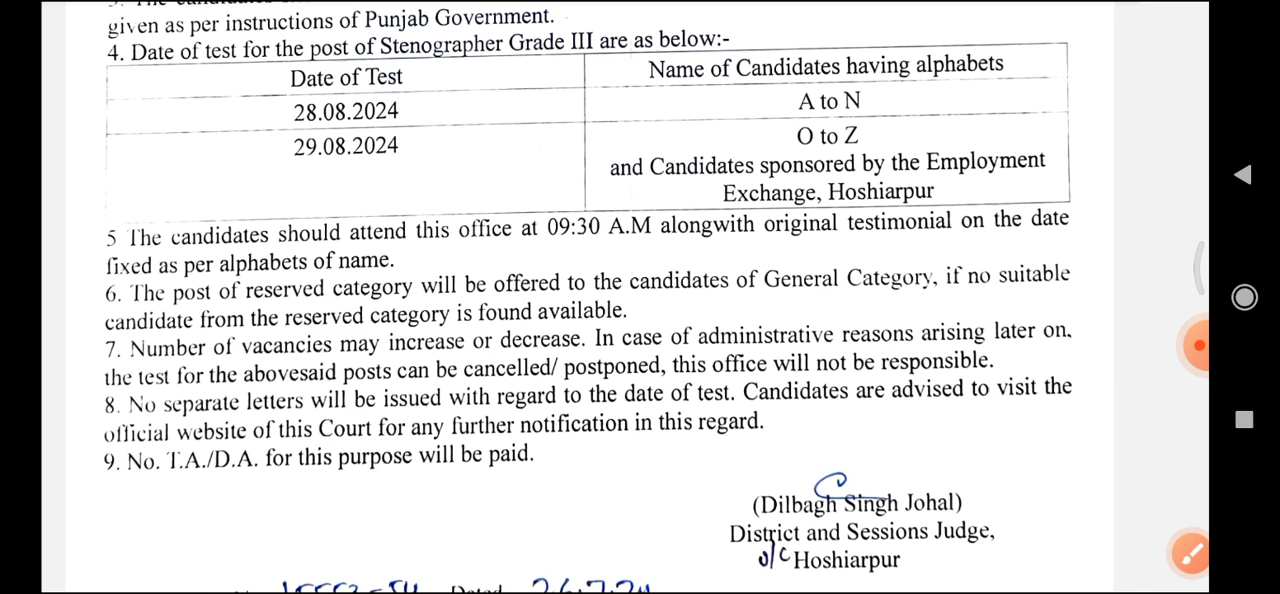 given as per instructions of Punjab Government.
4. Date of test for the post of Stenographer Grade III are as below:-
Date of Test
Name of Candidates having alphabets
28.08.2024
A to N
29.08.2024
O to Z
and Candidates sponsored by the Employment
Exchange, Hoshiarpur
5 The candidates should attend this office at 09:30 A.M alongwith original testimonial on the date
fixed as per alphabets of name.
6. The post of reserved category will be offered to the candidates of General Category, if no suitable
candidate from the reserved category is found available.
7. Number of vacancies may increase or decrease. In case of administrative reasons arising later on,
the test for the abovesaid posts can be cancelled/ postponed, this office will not be responsible.
8. No separate letters will be issued with regard to the date of test. Candidates are advised to visit the
official website of this Court for any further notification in this regard.
9. No. T.A./D.A. for this purpose will be paid.
(Dilbagh Singh Johal)
District and Sessions Judge,
o/c Hoshiarpur
Dated 26.7.24